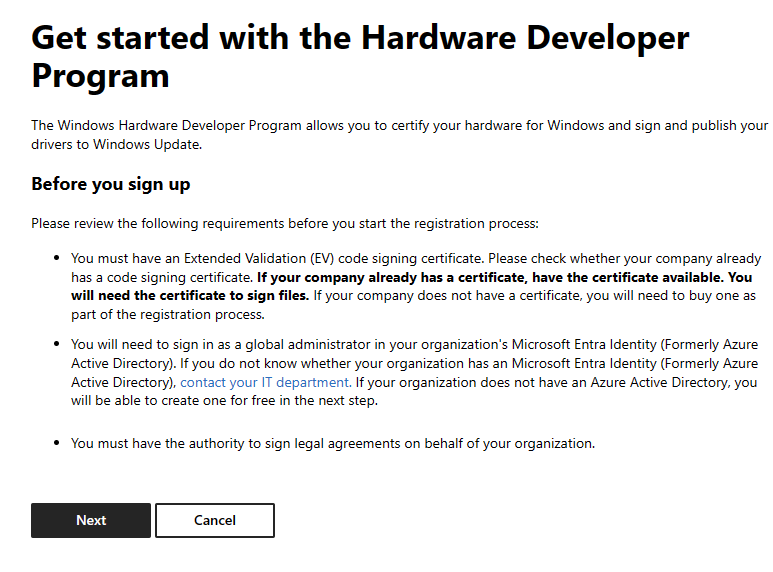 Get started with the Hardware Developer
Program
The Windows Hardware Developer Program allows you to certify your hardware for Windows and sign and publish your
drivers to Windows Update.
Before you sign up
Please review the following requirements before you start the registration process:
• You must have an Extended Validation (EV) code signing certificate. Please check whether your company already
has a code signing certificate. If your company already has a certificate, have the certificate available. You
will need the certificate to sign files. If your company does not have a certificate, you will need to buy one as
part of the registration process.
• You will need to sign in as a global administrator in your organization's Microsoft Entra Identity (Formerly Azure
Active Directory). If you do not know whether your organization has an Microsoft Entra Identity (Formerly Azure
Active Directory), contact your IT department. If your organization does not have an Azure Active Directory, you
will be able to create one for free in the next step.
• You must have the authority to sign legal agreements on behalf of your organization.
Next Cancel